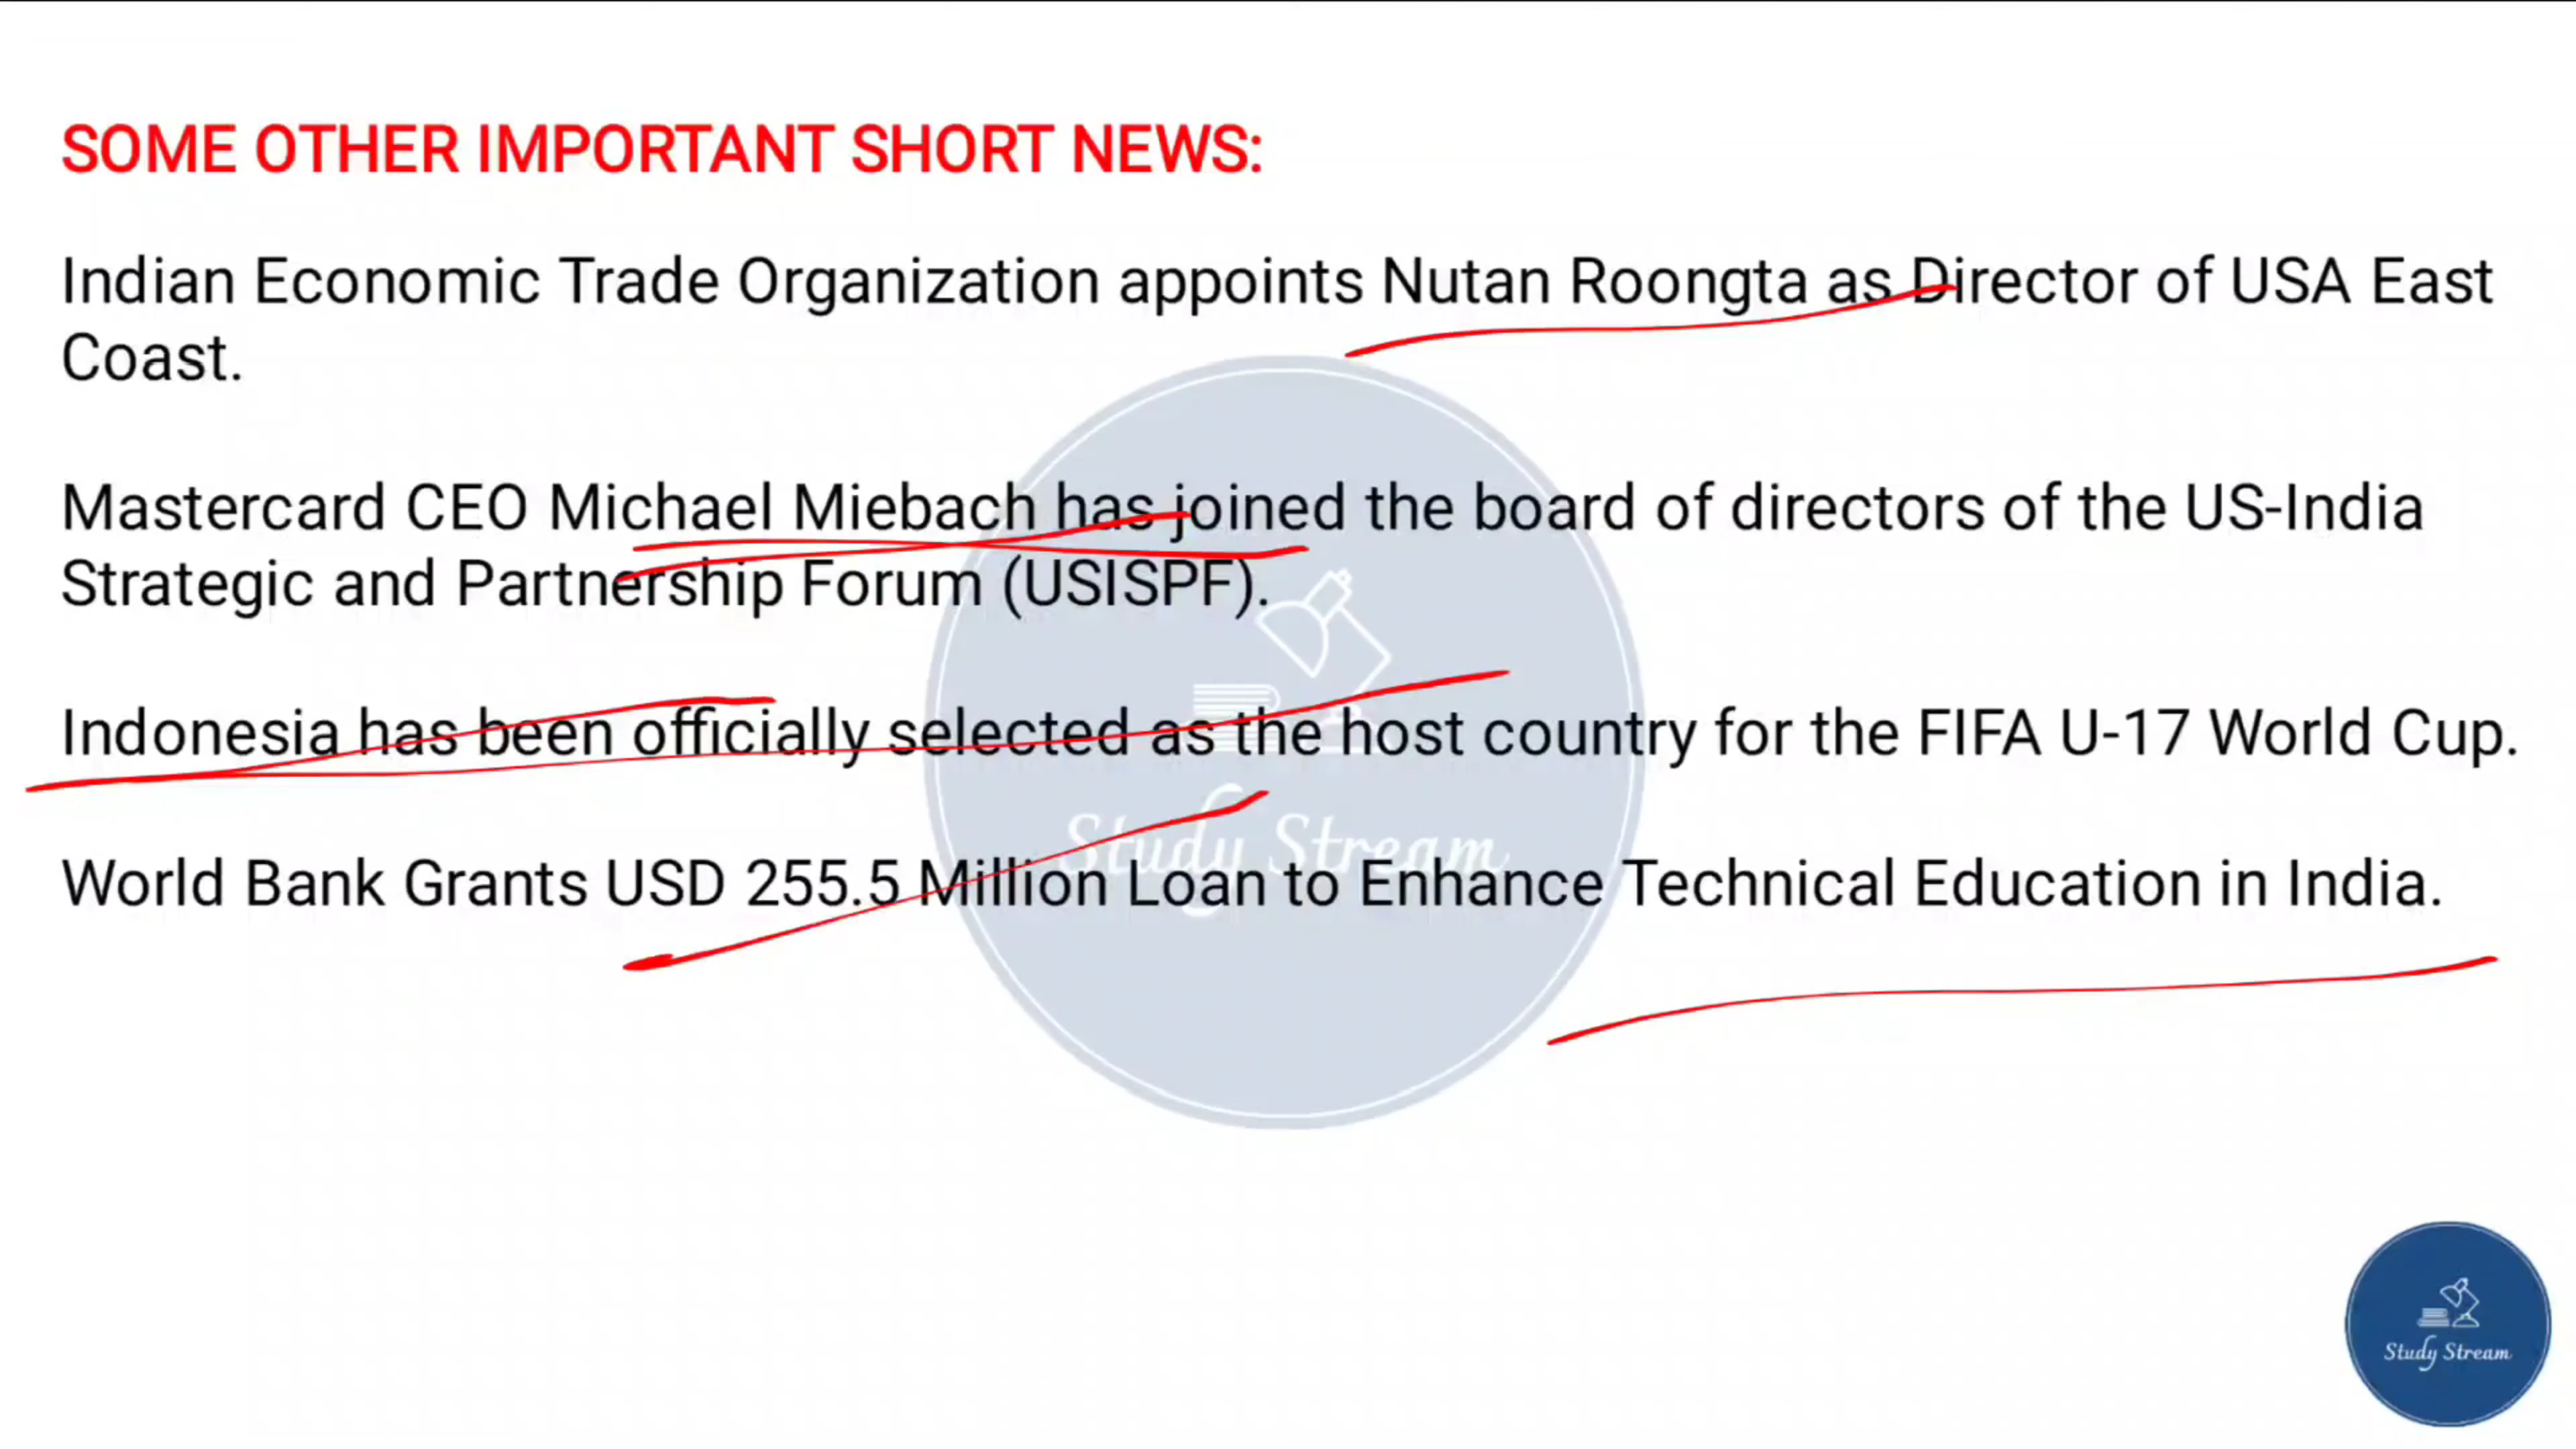 SOME OTHER IMPORTANT SHORT NEWS:
Indian Economic Trade Organization appoints Nutan Roongta as Director of USA East
Coast.
Mastercard CEO Michael Miebach has joined the board of directors of the US-India
Strategic and Partnership Forum (USISPF).
Indonesia has been officially selected as the host country for the FIFA U-17 World Cup.
Study Stream
World Bank Grants USD 255.5 Million Loan to Enhance Technical Education in India.
Study Stream